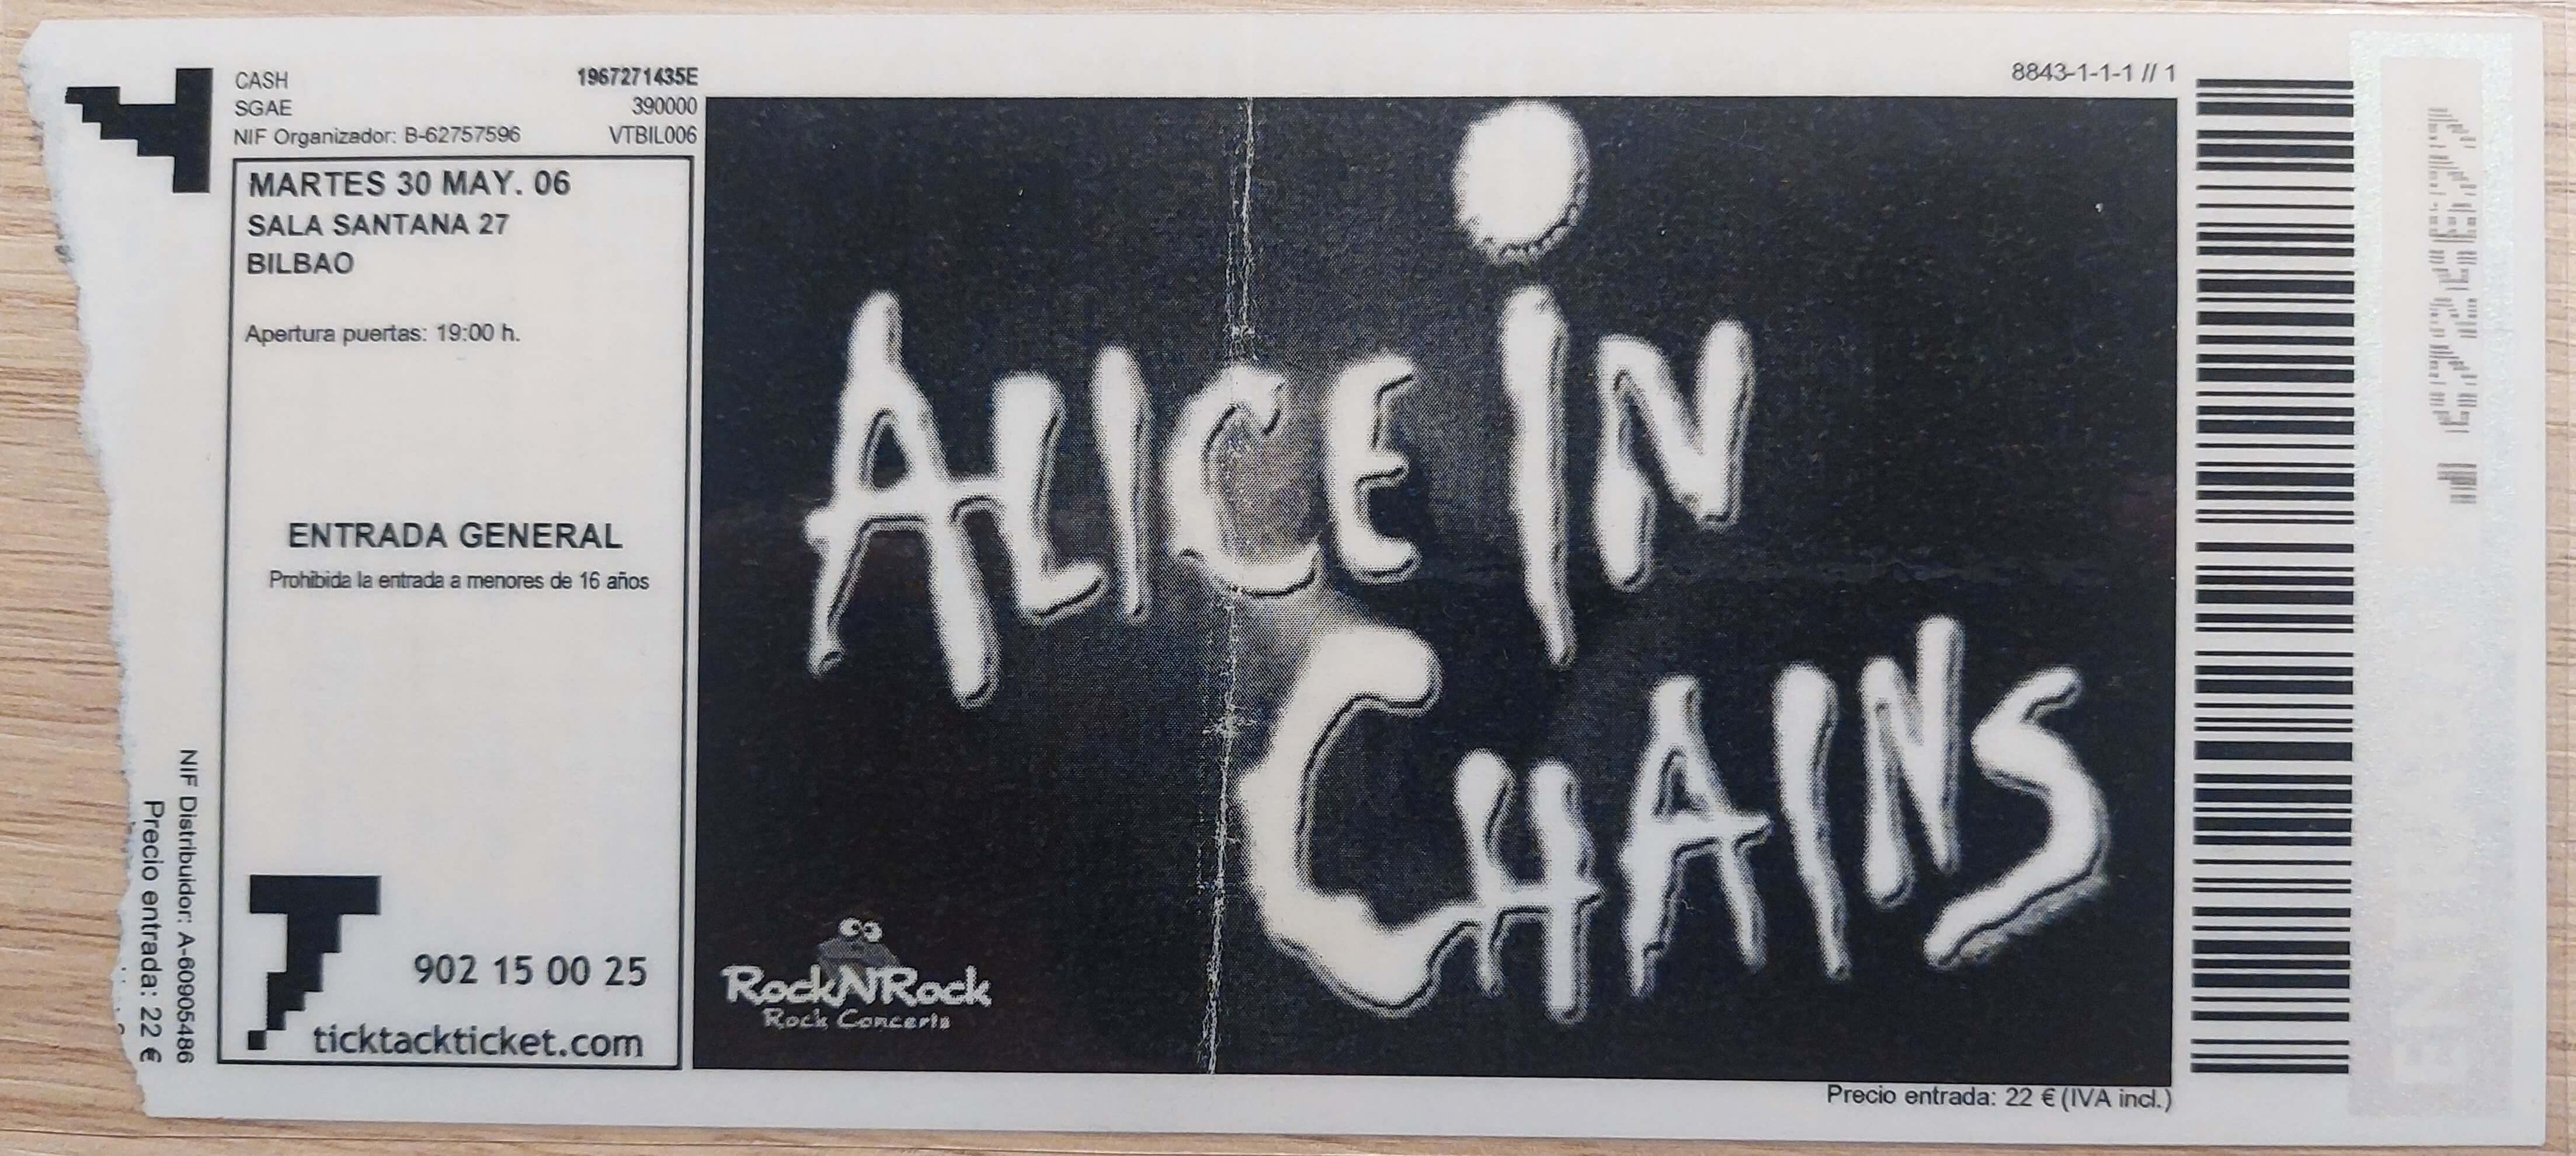 CASH
1967271435E
SGAE
390000
NIF Organizador: B-62757596
VTBIL006
MARTES 30 MAY. 06
SALA SANTANA 27
BILBAO
Apertura puertas: 19:00 h.
ENTRADA GENERAL
Prohibida la entrada a menores de 16 años
902 15 00 25
ticktackticket.com
NIF Distribuidor: A-60905486
Precio entrada: 22 €
8843-1-1-1 // 1
ALICE IN
CHAINS
RockNRock
Rock Concerts
Precio entrada: 22 € (IVA incl.)